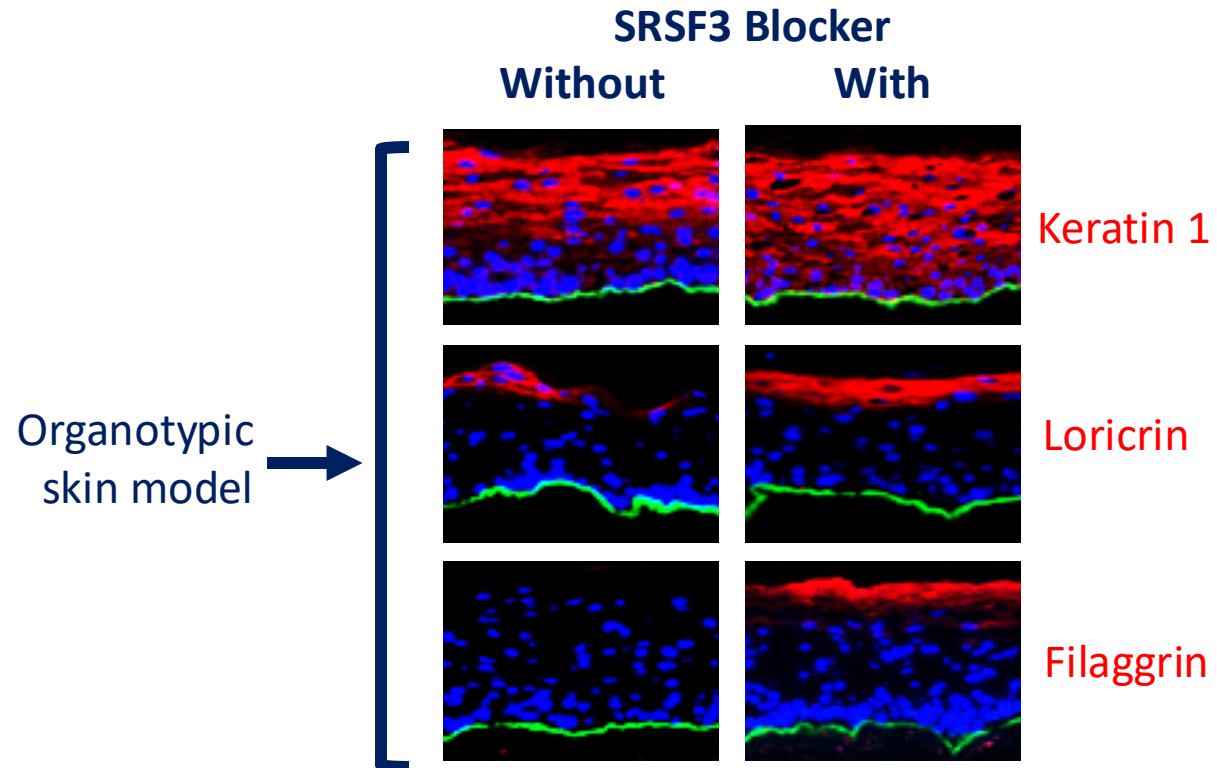 SRSF3 Blocker
Without With
Keratin 1
Organotypic
skin model
Loricrin
Filaggrin